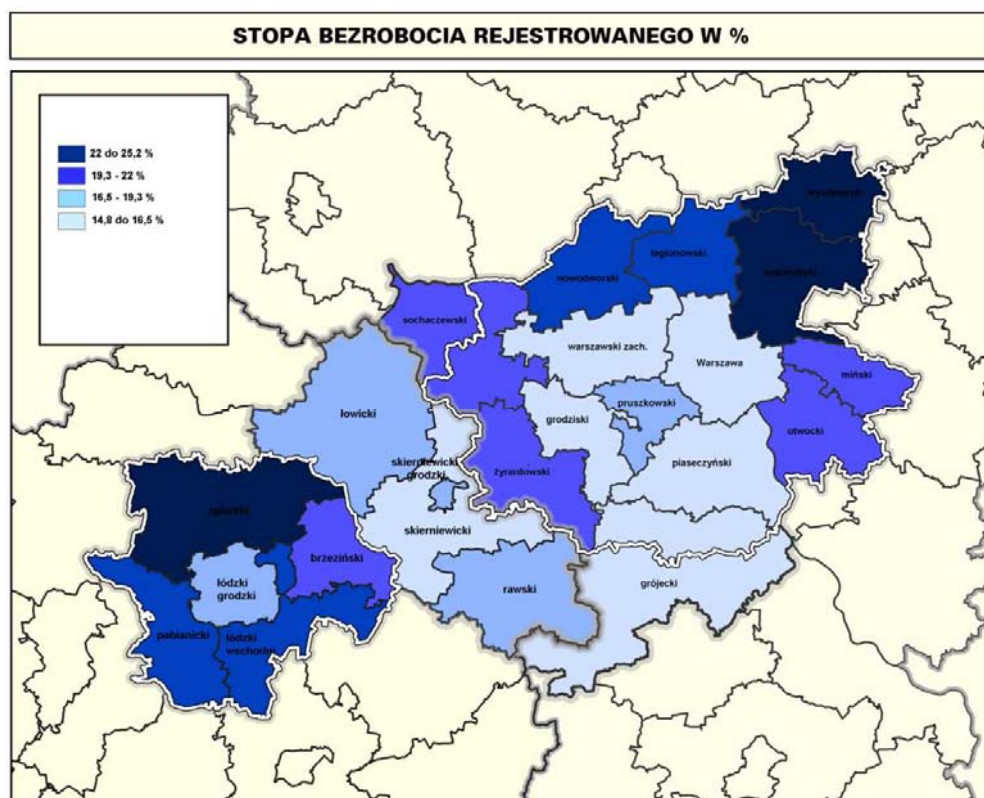 STOPA BEZROBOCIA REJESTROWANEGO W %
22 do 25,2 %
19,3 - 22 %
16,5 - 19,3 %
14,8 do 16,5 %
wyszkowski
legionowski
nowodworski
wołomiński
sochaczewski
warszawski zach.
Warszawa
miński
pruszkowski
łowicki
grodziski
otwocki
skierniewicki
grodzki
żyrardowski
piaseczyński
zgierski
skierniewicki
brzeziński
łódzki
grodzki
rawski
grójecki
pabianicki
łódzki
wschodni